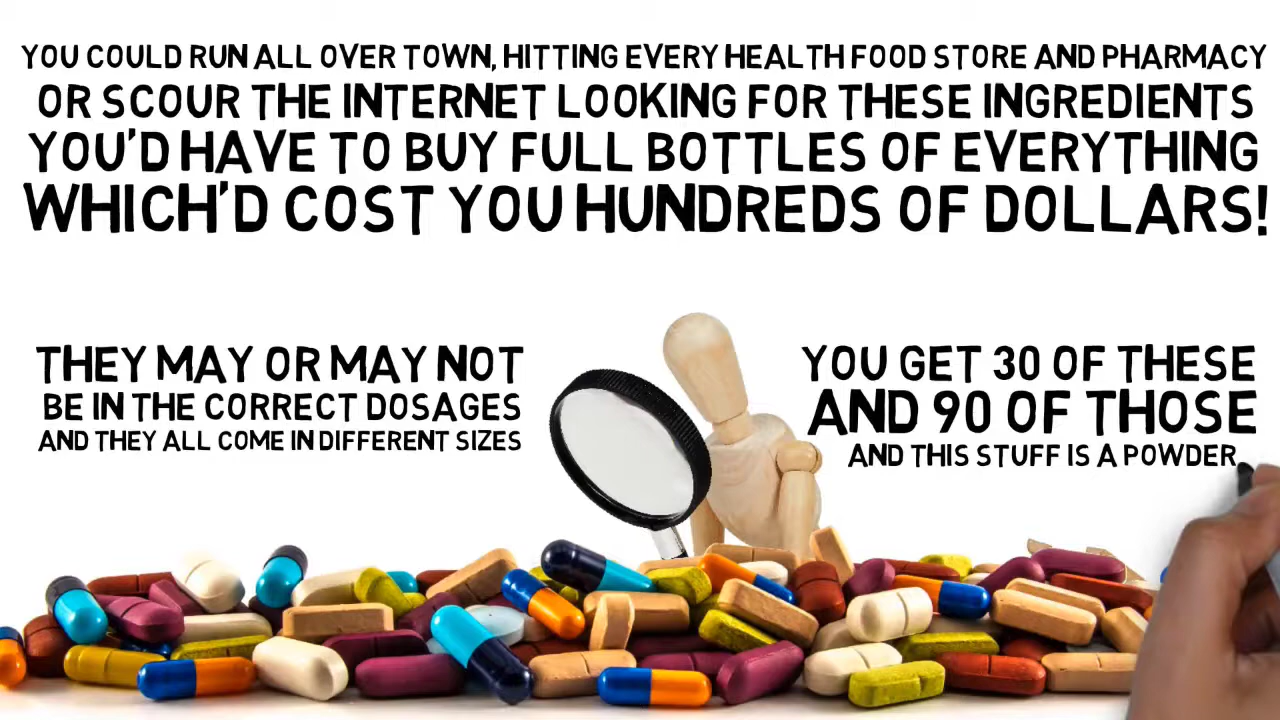 YOU COULD RUN ALL OVER TOWN, HITTING EVERY HEALTH FOOD STORE AND PHARMACY
OR SCOUR THE INTERNET LOOKING FOR THESE INGREDIENTS
YOU'D HAVE TO BUY FULL BOTTLES OF EVERYTHING
WHICH'D COST YOU HUNDREDS OF DOLLARS!
THEY MAY OR MAY NOT
BE IN THE CORRECT DOSAGES
AND THEY ALL COME IN DIFFERENT SIZES
YOU GET 30 OF THESE
AND 90 OF THOSE
AND THIS STUFF IS A POWDER